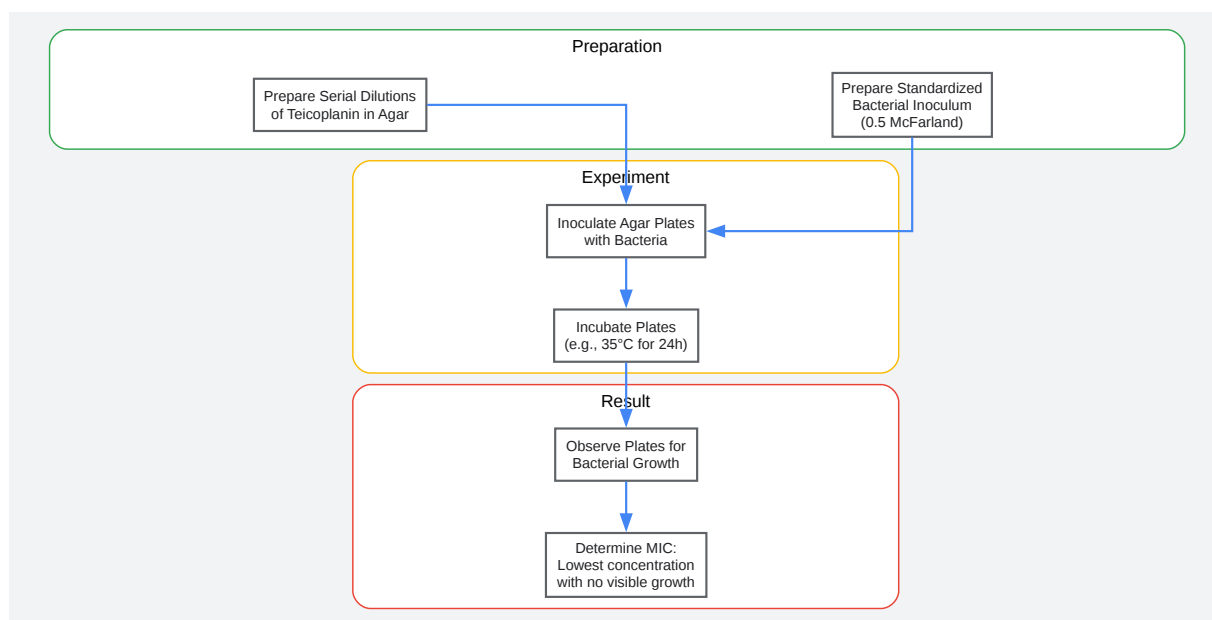 Preparation
Prepare Serial Dilutions
of Teicoplanin in Agar
Prepare Standardized
Bacterial Inoculum
(0.5 McFarland)
Experiment
Inoculate Agar Plates
with Bacteria
Incubate Plates
(e.g., 35°C for 24h)
Result
Observe Plates for
Bacterial Growth
Determine MIC:
Lowest concentration
with no visible growth